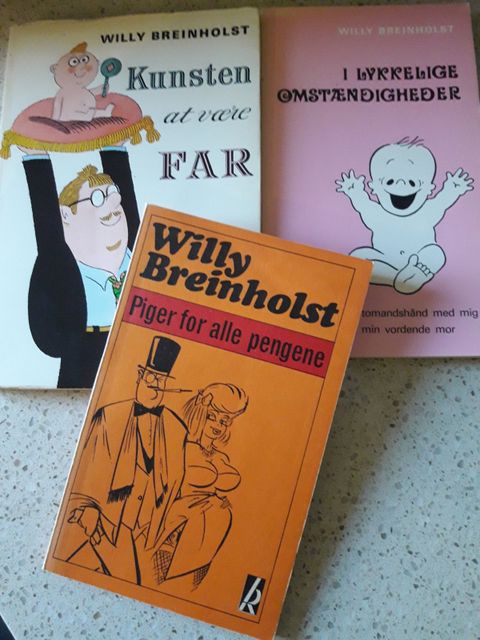 WILLY BREINHOLST
Kunsten
at være
FAR
WILLY BREINHOLST
I LYKKELIGE
OMSTÆNDIGHEDER
tomandshånd med mig
min vordende mor
Willy
Breinholst
Piger for alle pengene